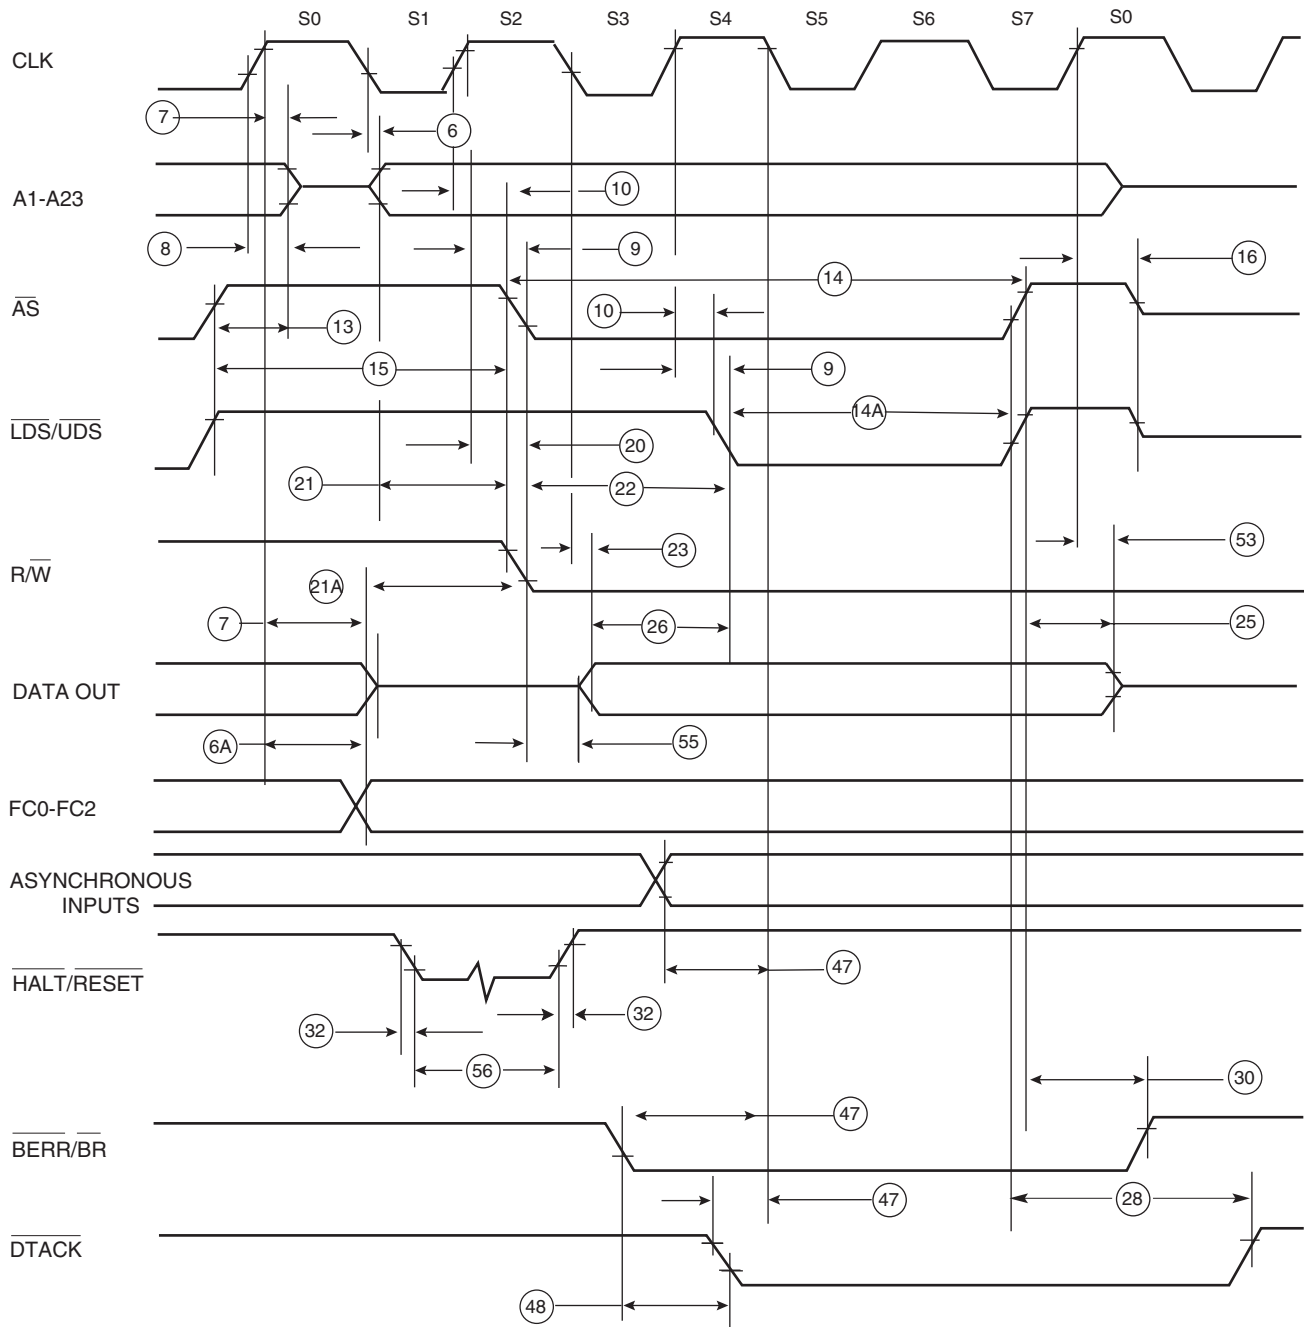 S0 S1 S2 S3 S4 S5 S6 S7 S0
CLK
7
6
A1-A23
10
8
9
16
14
AS
10
13
15
9
LDS/UDS
14A
20
21
22
R/W
23
53
21A
7
26
25
DATA OUT
6A
55
FC0-FC2
ASYNCHRONOUS
INPUTS
HALT/RESET
47
32
32
56
30
BERR/BR
47
47
28
DTACK
48